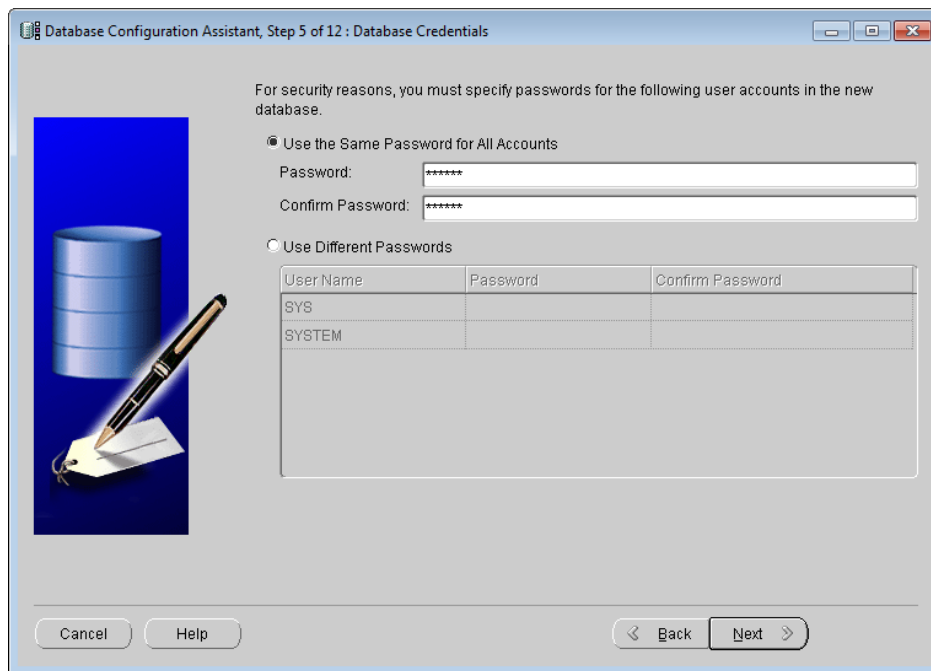 Database Configuration Assistant, Step 5 of 12 : Database Credentials
For security reasons, you must specify passwords for the following user accounts in the new
database.
Use the Same Password for All Accounts
Password: ******
Confirm Password: ******
Use Different Passwords
User Name Password Confirm Password
SYS
SYSTEM
Cancel Help Back Next